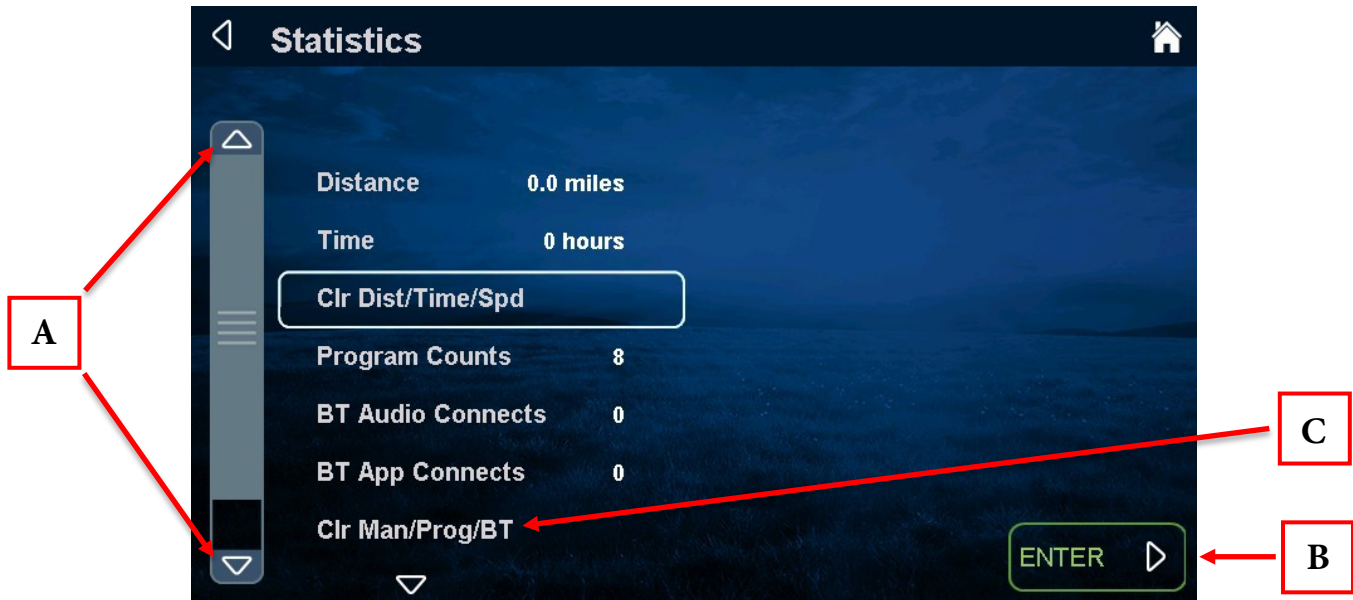 Statistics
Distance 0.0 miles
Time 0 hours
Clr Dist/Time/Spd
A
Program Counts 8
BT Audio Connects 0
C
BT App Connects 0
Clr Man/Prog/BT
ENTER
B